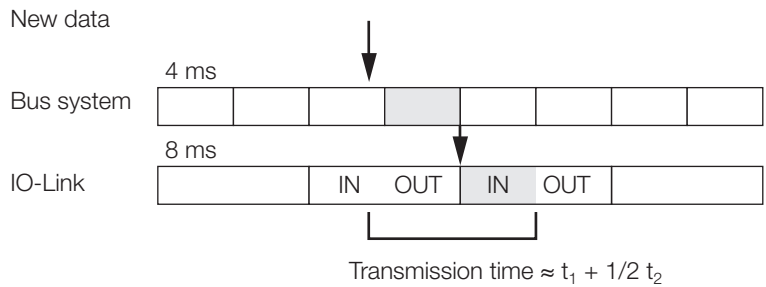 New data
4 ms
Bus system
8 ms
IO-Link IN OUT IN OUT
Transmission time ≈ t₁ + 1/2 t₂